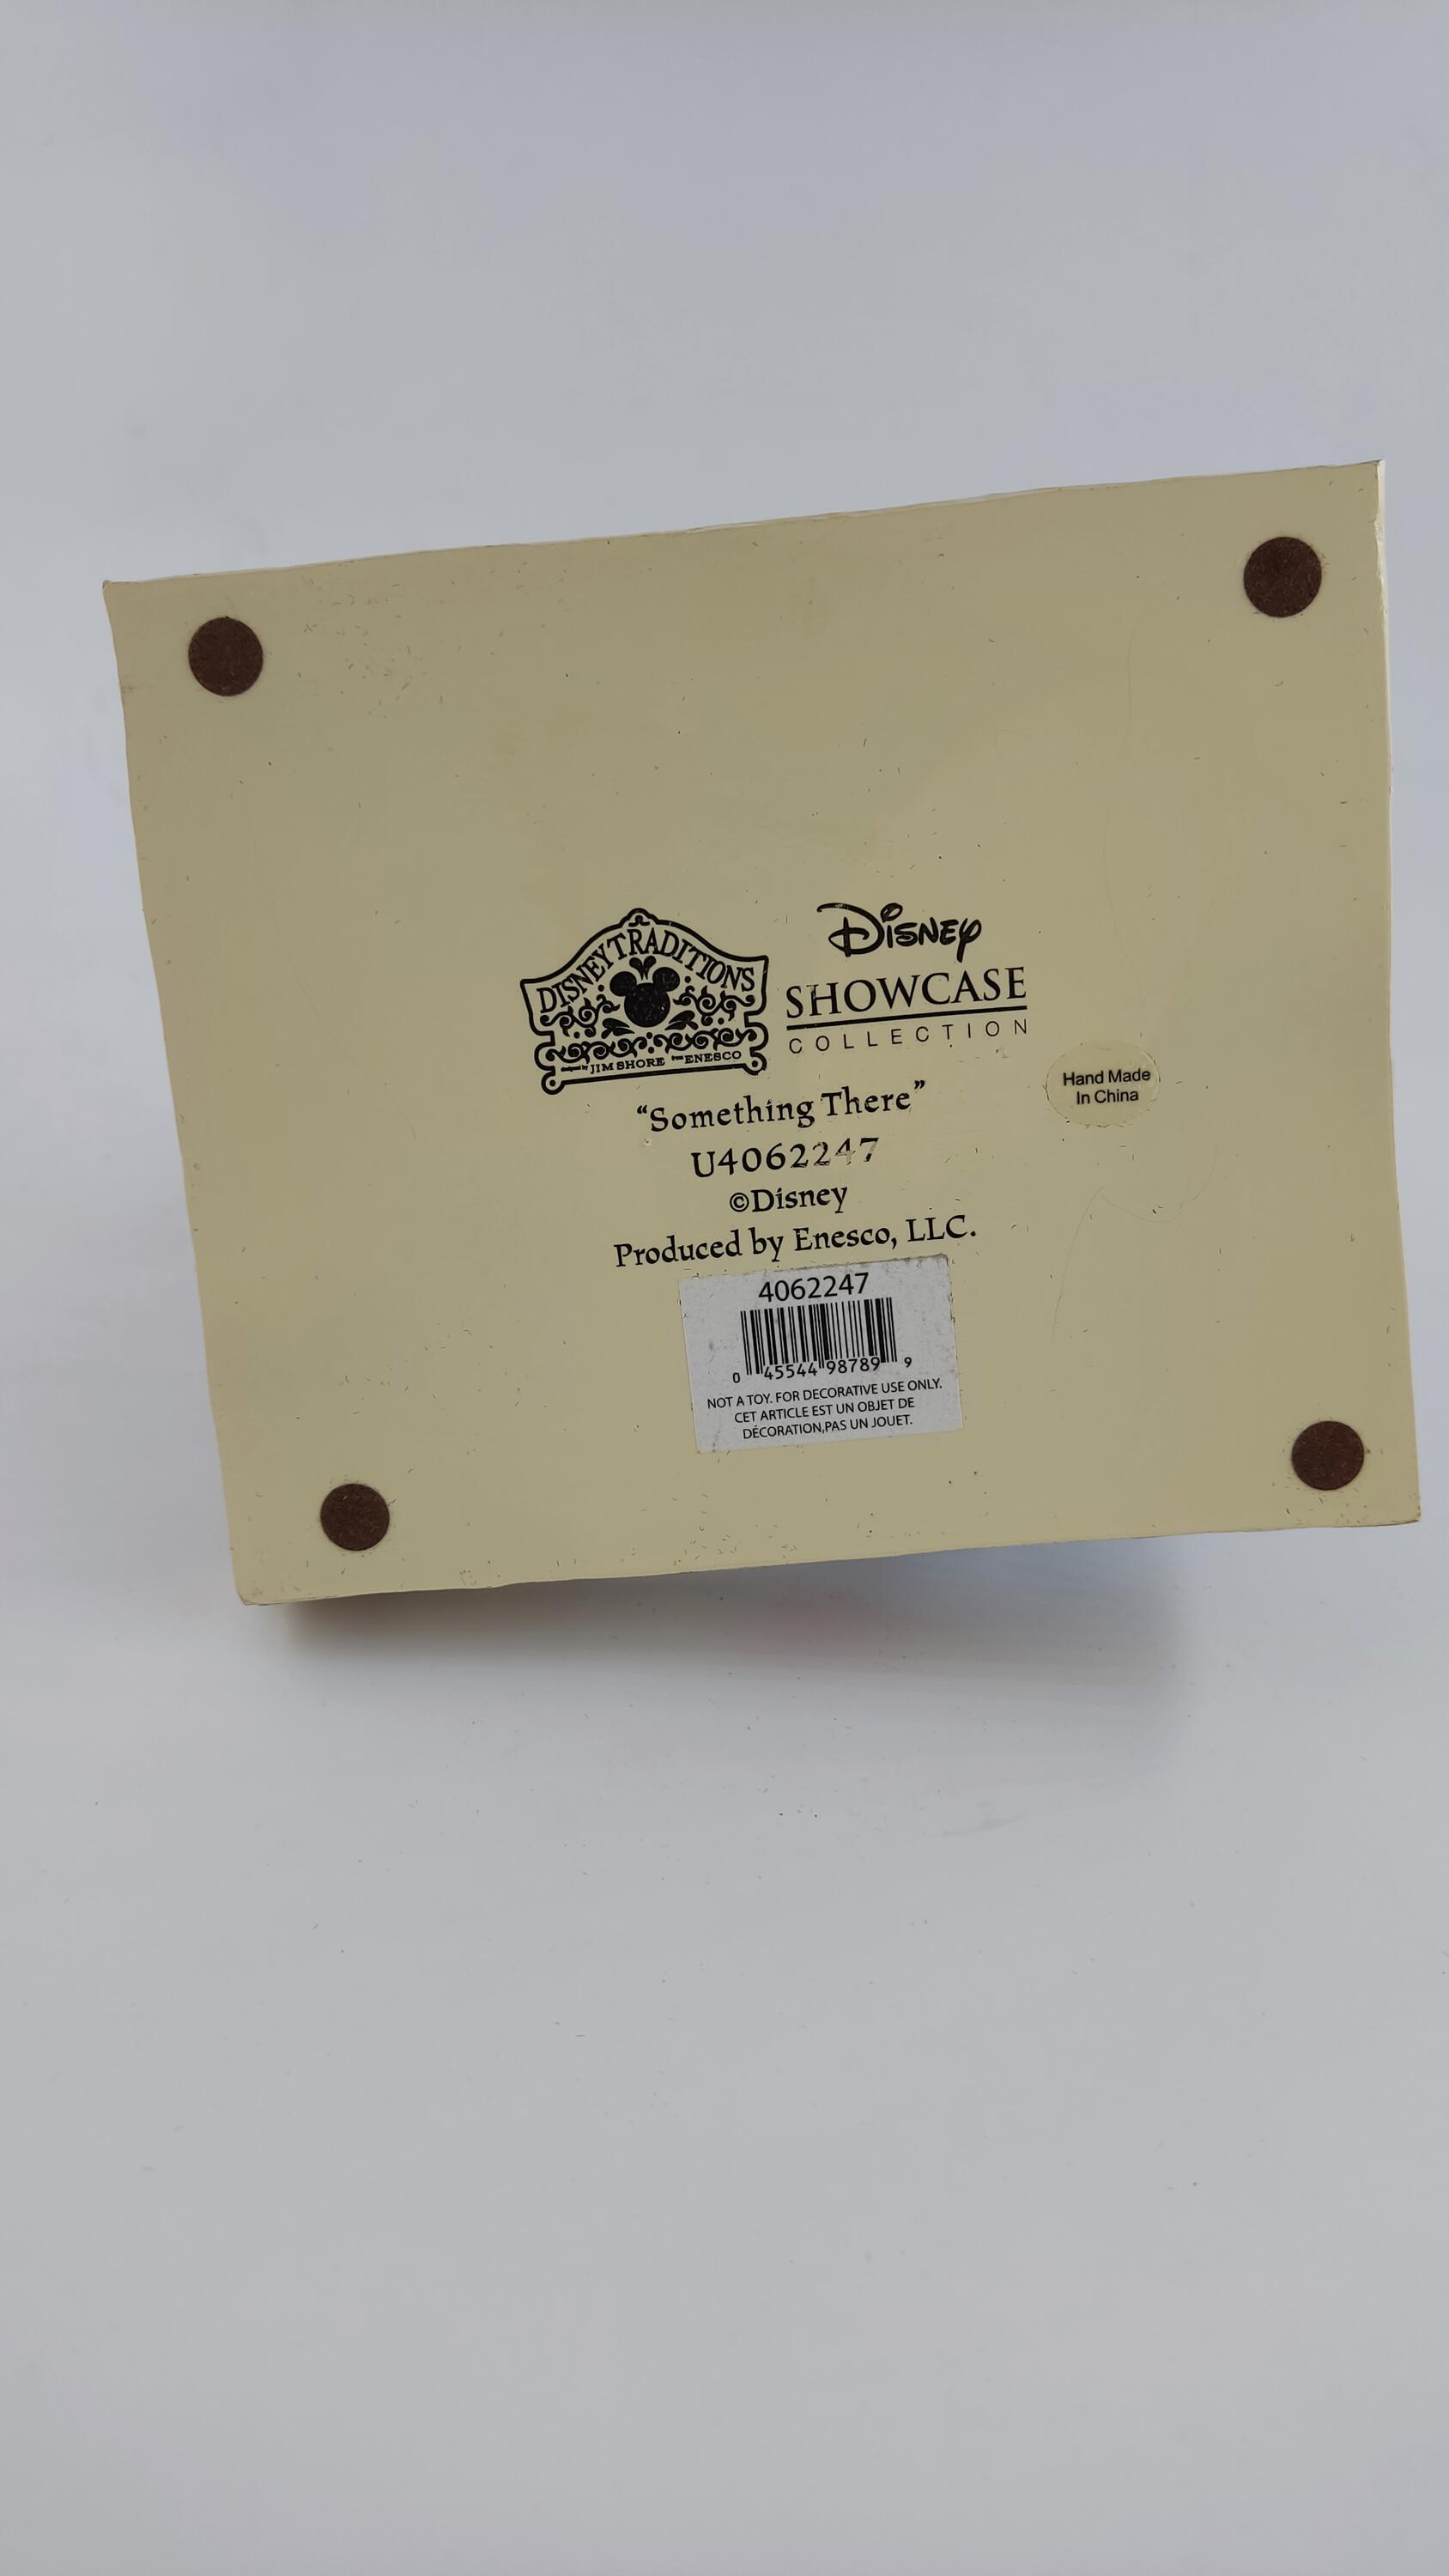 DISNEY TRADITIONS
designed by JIM SHORE from ENESCO
Disney
SHOWCASE
COLLECTION
Hand Made
In China
“Something There”
U4062247
©Disney
Produced by Enesco, LLC.
4062247
0 45544 98789 9
NOT A TOY. FOR DECORATIVE USE ONLY.
CET ARTICLE EST UN OBJET DE
DÉCORATION,PAS UN JOUET.